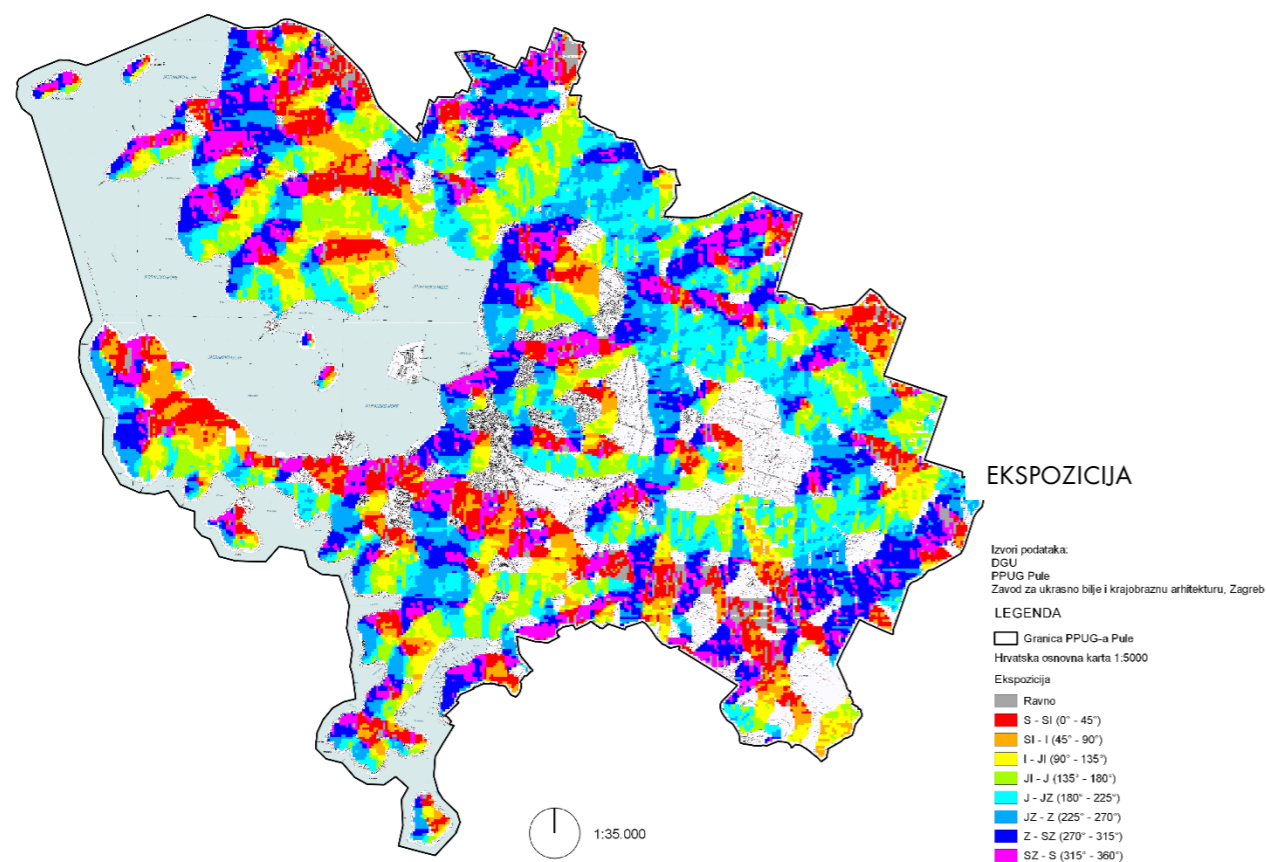 EKSPOZICIJA
Izvori podataka:
DGU
PPUG Pule
Zavod za ukrasno bilje i krajobraznu arhitekturu, Zagreb
LEGENDA
Granica PPUG-a Pule
Hrvatska osnovna karta 1:5000
Ekspozicija
Ravno
S - SI (0° - 45°)
SI - I (45° - 90°)
I - JI (90° - 135°)
JI - J (135° - 180°)
J - JZ (180° - 225°)
JZ - Z (225° - 270°)
Z - SZ (270° - 315°)
SZ - S (315° - 360°)
1:35.000